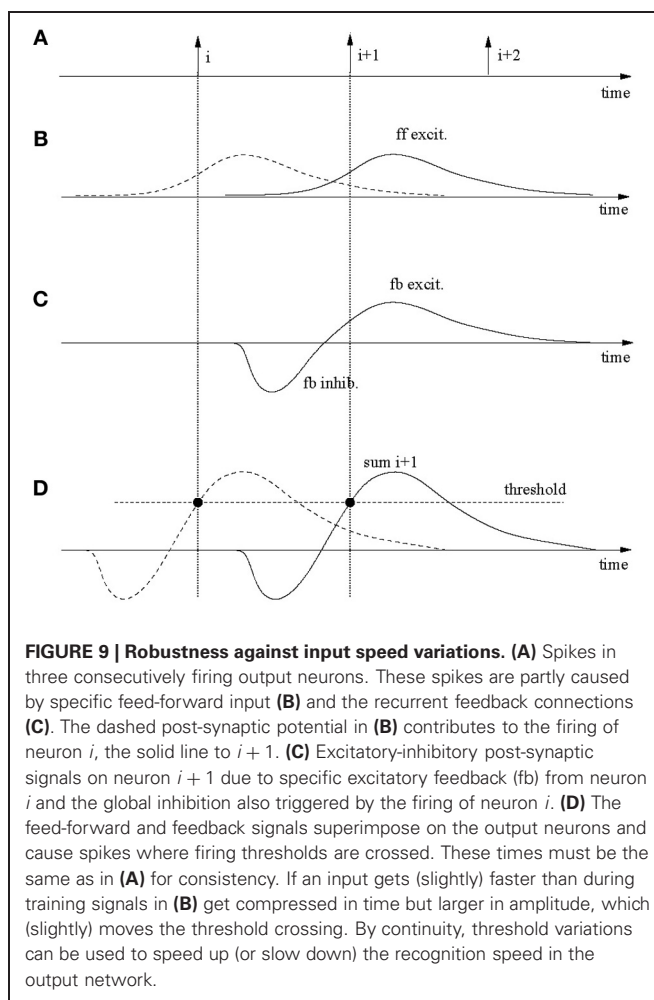 A
i
i+1
i+2
time
B
ff excit.
time
C
fb excit.
time
fb inhib.
sum i+1
D
threshold
time
FIGURE 9 | Robustness against input speed variations. (A) Spikes in
three consecutively firing output neurons. These spikes are partly caused
by specific feed-forward input (B) and the recurrent feedback connections
(C). The dashed post-synaptic potential in (B) contributes to the firing of
neuron i, the solid line to i + 1. (C) Excitatory-inhibitory post-synaptic
signals on neuron i + 1 due to specific excitatory feedback (fb) from neuron
i and the global inhibition also triggered by the firing of neuron i. (D) The
feed-forward and feedback signals superimpose on the output neurons and
cause spikes where firing thresholds are crossed. These times must be the
same as in (A) for consistency. If an input gets (slightly) faster than during
training signals in (B) get compressed in time but larger in amplitude, which
(slightly) moves the threshold crossing. By continuity, threshold variations
can be used to speed up (or slow down) the recognition speed in the
output network.